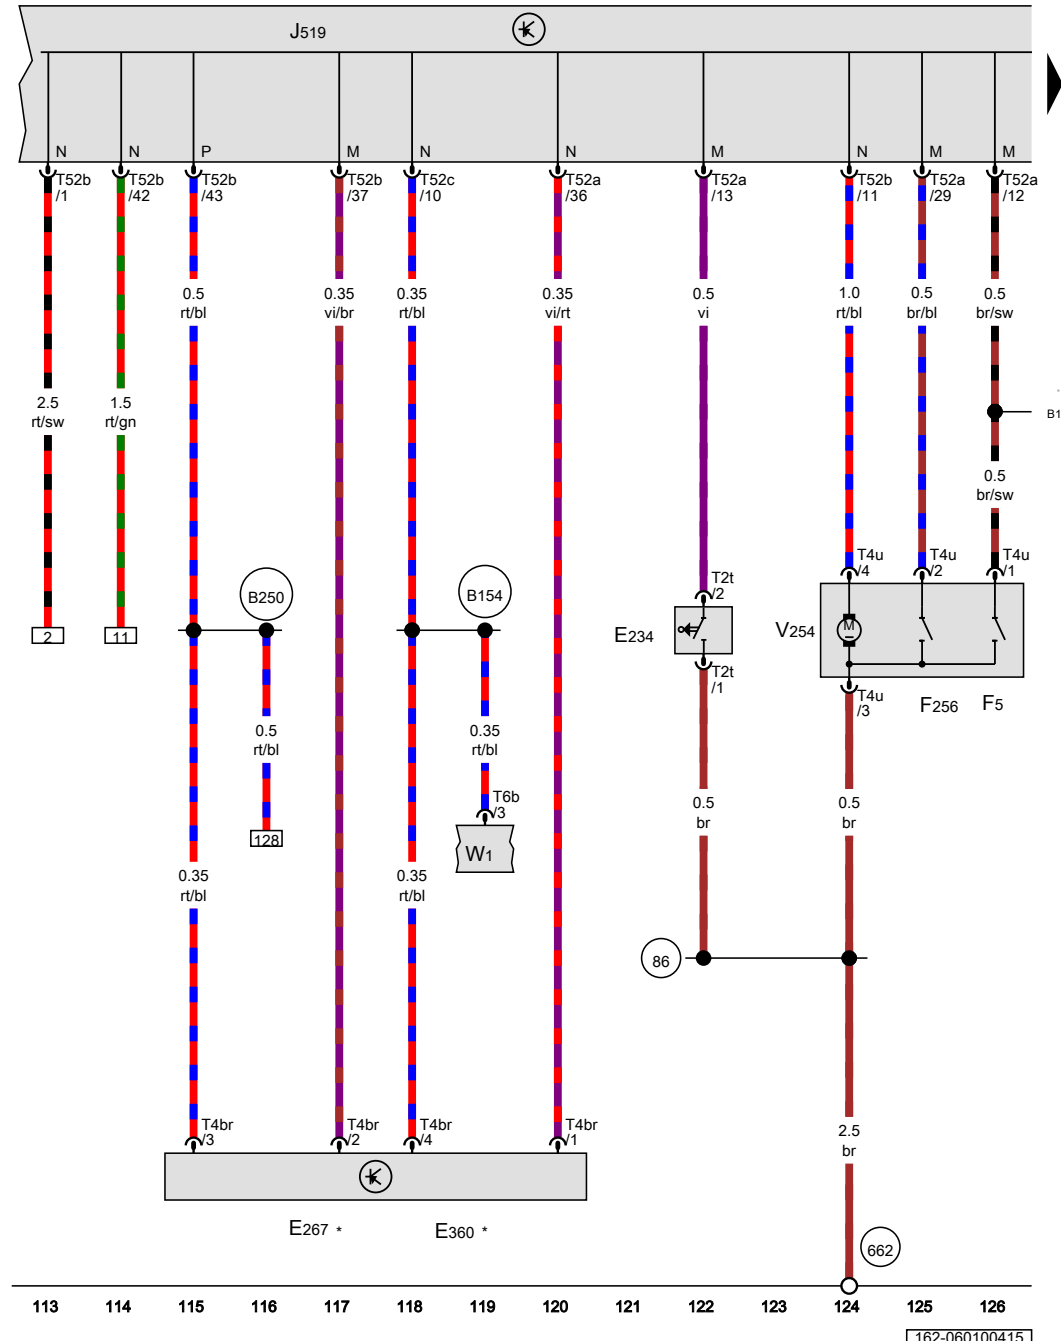 J519
N N P M N N M N M M
T52b T52b T52b T52b T52c T52a T52a T52b T52a T52a
/1 /42 /43 /37 /10 /36 /13 /11 /29 /12
0.5 0.35 0.35 0.35 0.5 1.0 0.5 0.5
rt/bl vi/br rt/bl vi/rt vi rt/bl br/bl br/sw
2.5 1.5
rt/sw rt/gn
B1
0.5
br/sw
T4u T4u T4u
/4 /2 /1
T2t
/2
B250 B154
2 11
E234
V254
M
T2t
/1
T4u
/3
F256 F5
0.5 0.35
rt/bl rt/bl
T6b
/3
0.5 0.5
br br
128
W1
0.35 0.35
rt/bl rt/bl
86
T4br T4br T4br T4br
/3 /2 /4 /1
2.5
br
E267 * E360 *
662
113 114 115 116 117 118 119 120 121 122 123 124 125 126
162-060100415